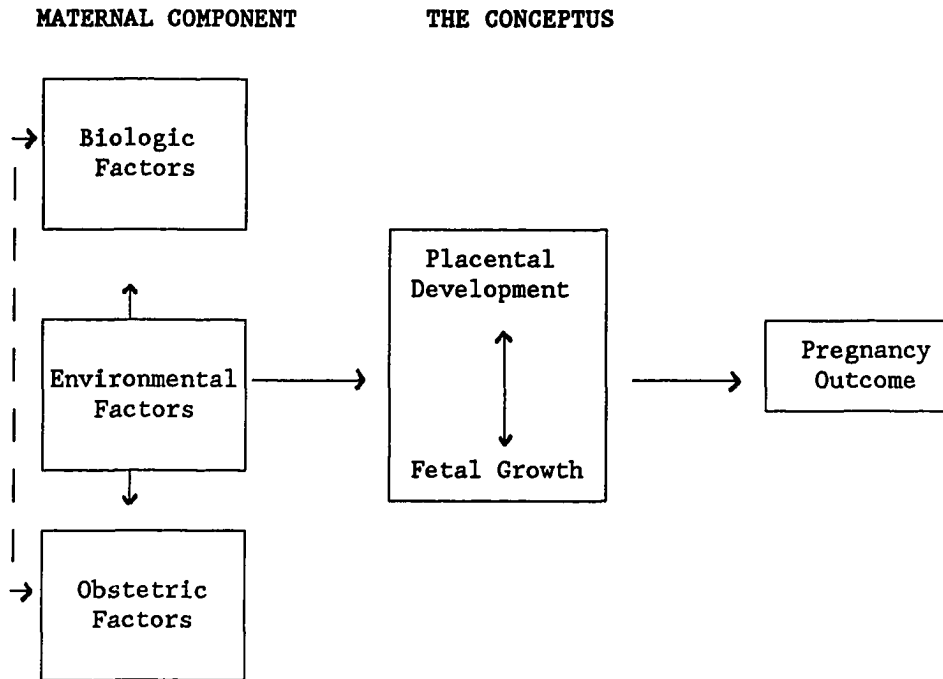 MATERNAL COMPONENT
THE CONCEPTUS
Biologic
Factors
Environmental
Factors
Obstetric
Factors
Placental
Development
Fetal Growth
Pregnancy
Outcome